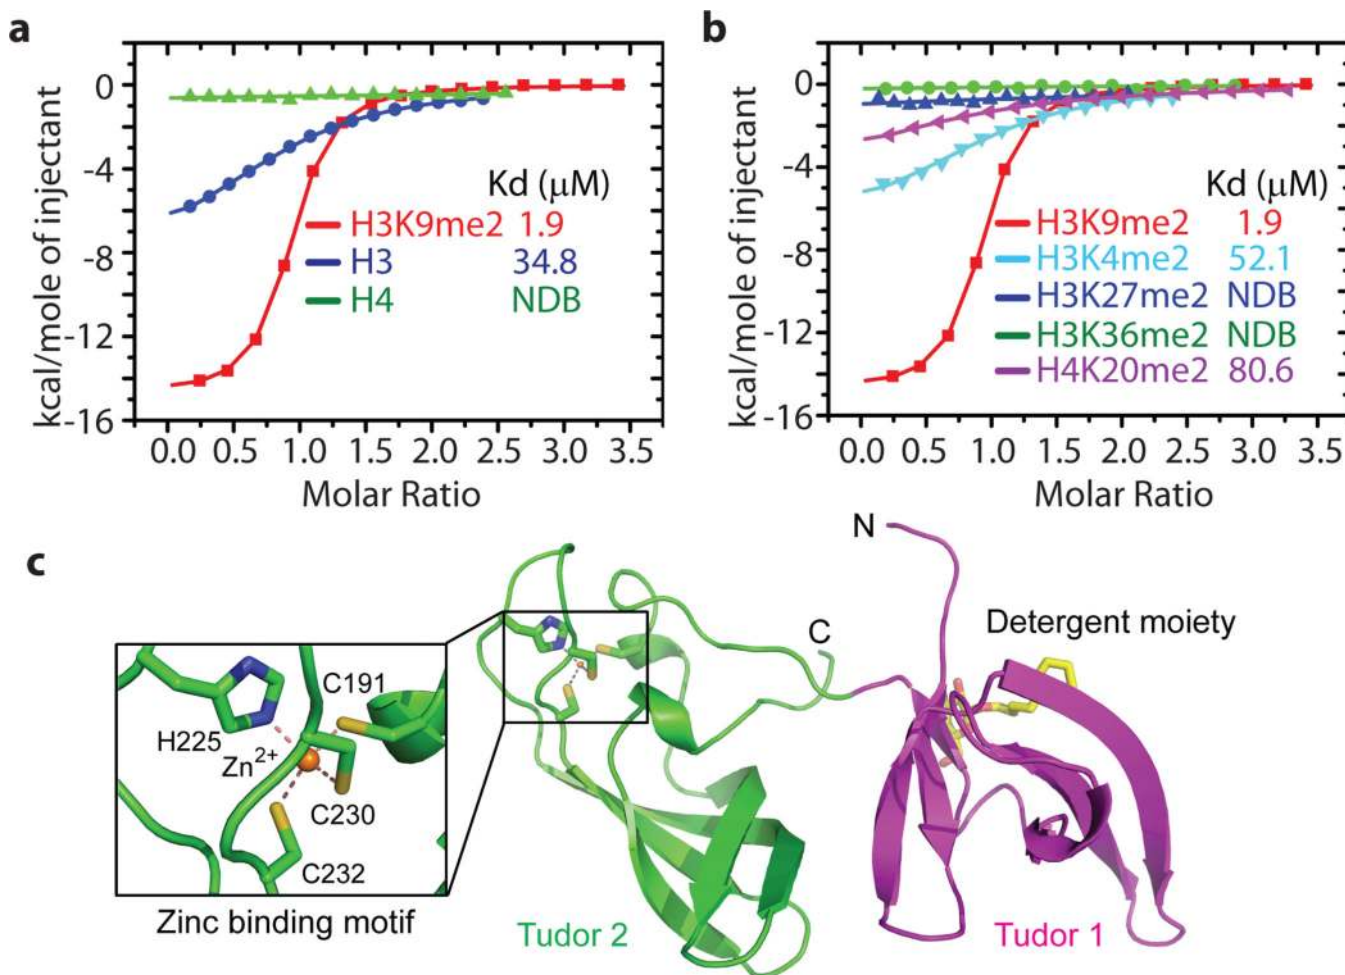 a
kcal/mole of injectant
0
-4
-8
-12
-16
Kd (μM)
H3K9me2 1.9
H3 34.8
H4 NDB
0.0 0.5 1.0 1.5 2.0 2.5 3.0 3.5
Molar Ratio
b
kcal/mole of injectant
0
-4
-8
-12
-16
Kd (μM)
H3K9me2 1.9
H3K4me2 52.1
H3K27me2 NDB
H3K36me2 NDB
H4K20me2 80.6
0.0 0.5 1.0 1.5 2.0 2.5 3.0 3.5
Molar Ratio
c
N
C
Detergent moiety
C191
H225
Zn²⁺
C230
C232
Zinc binding motif
Tudor 2
Tudor 1